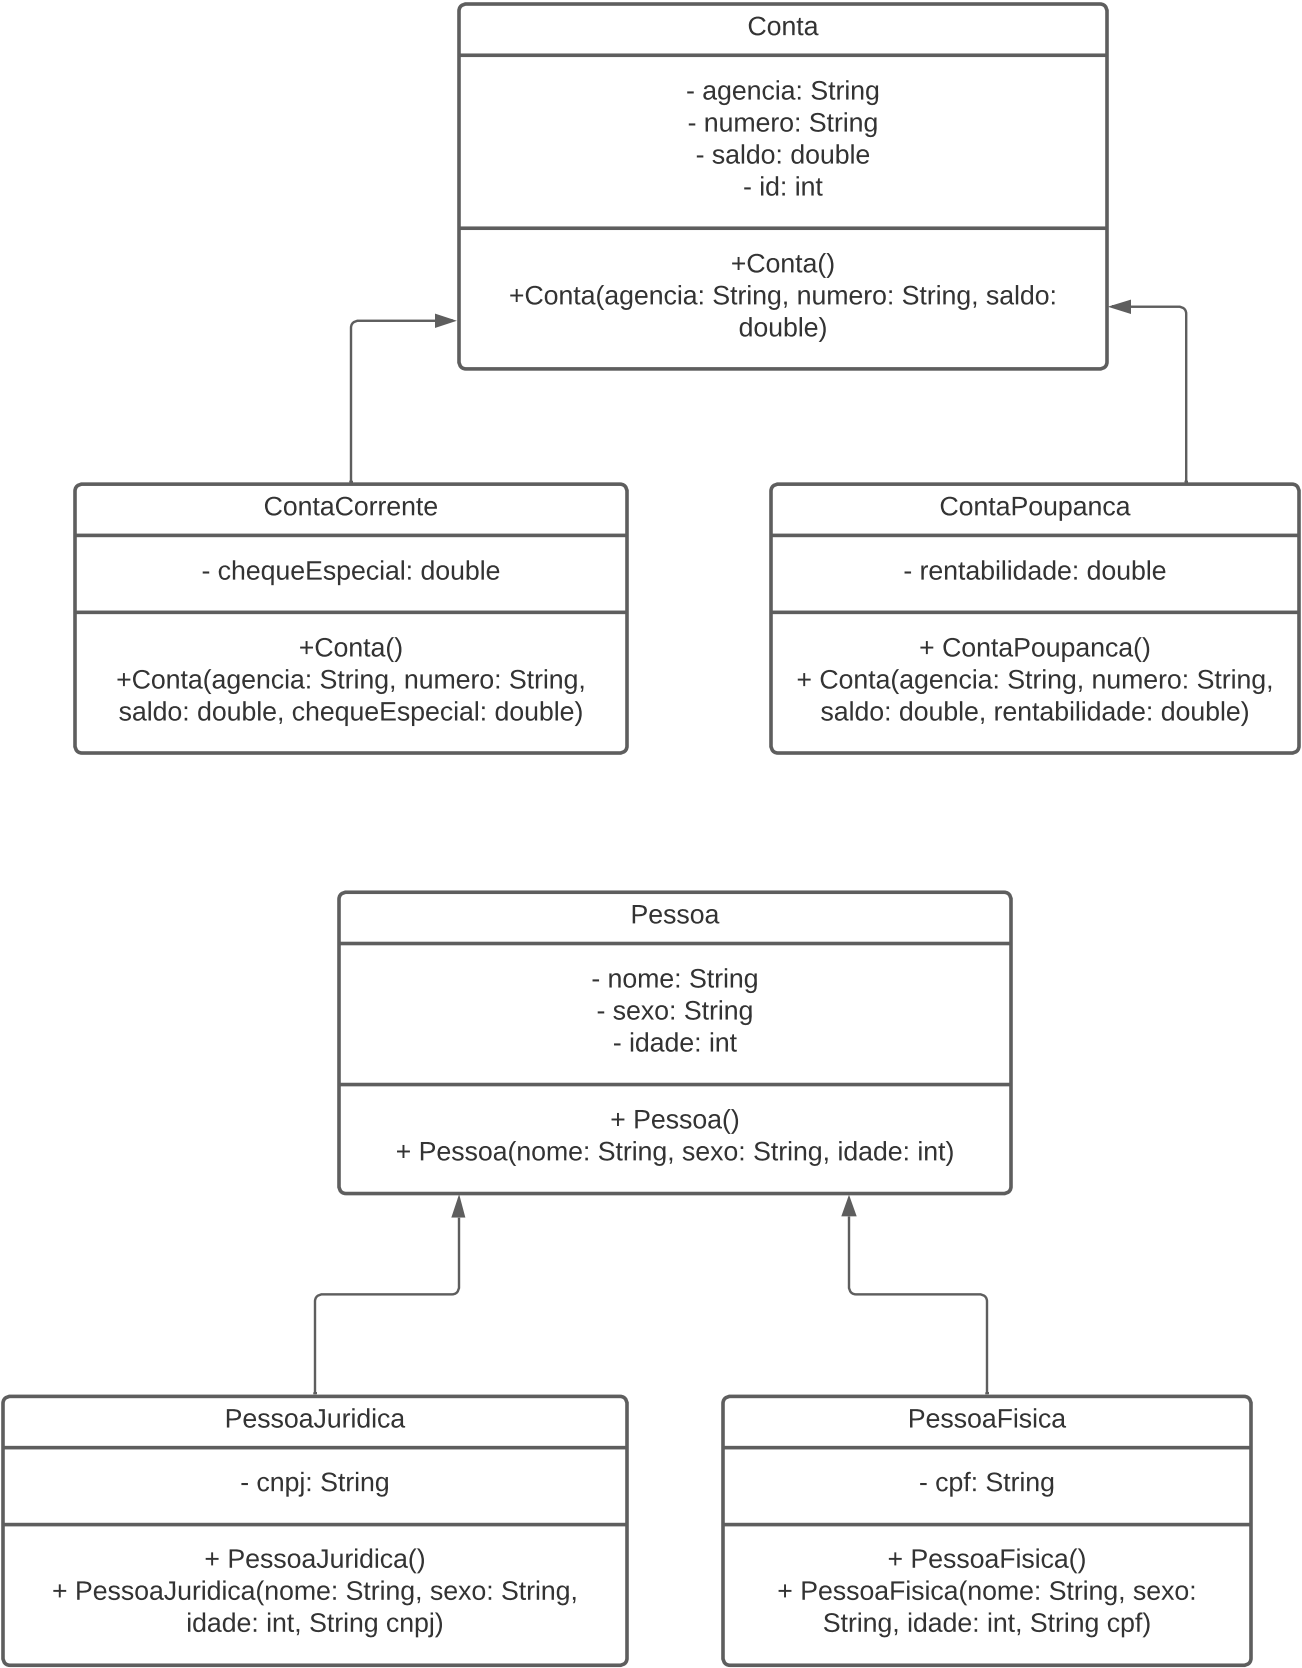 Conta
- agencia: String
- numero: String
- saldo: double
- id: int
+Conta()
+Conta(agencia: String, numero: String, saldo:
double)
ContaCorrente
- chequeEspecial: double
+Conta()
+Conta(agencia: String, numero: String,
saldo: double, chequeEspecial: double)
ContaPoupanca
- rentabilidade: double
+ ContaPoupanca()
+ Conta(agencia: String, numero: String,
saldo: double, rentabilidade: double)
Pessoa
- nome: String
- sexo: String
- idade: int
+ Pessoa()
+ Pessoa(nome: String, sexo: String, idade: int)
PessoaJuridica
- cnpj: String
+ PessoaJuridica()
+ PessoaJuridica(nome: String, sexo: String,
idade: int, String cnpj)
PessoaFisica
- cpf: String
+ PessoaFisica()
+ PessoaFisica(nome: String, sexo:
String, idade: int, String cpf)